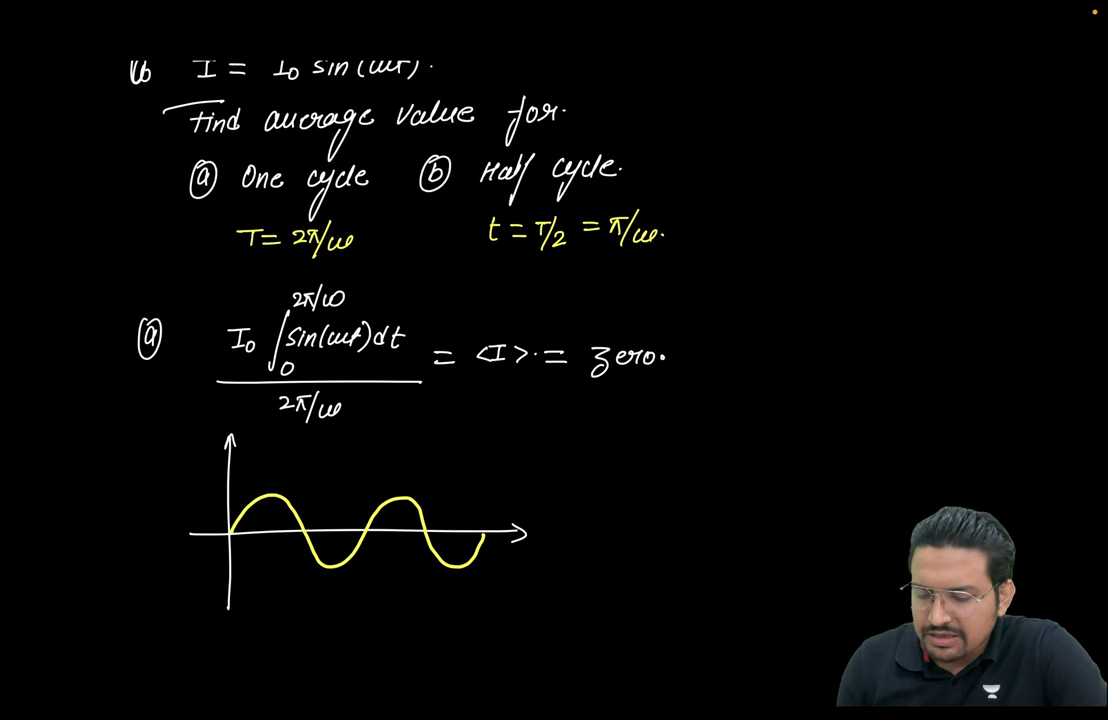 I = I₀ sin(ωt).
Find average value for.
ⓐ One cycle ⓑ Half cycle.
T = 2π/ω t = T/2 = π/ω.
ⓐ I₀ ∫₀^{2π/ω} sin(ωt)dt / 2π/ω = <I>. = Zero.